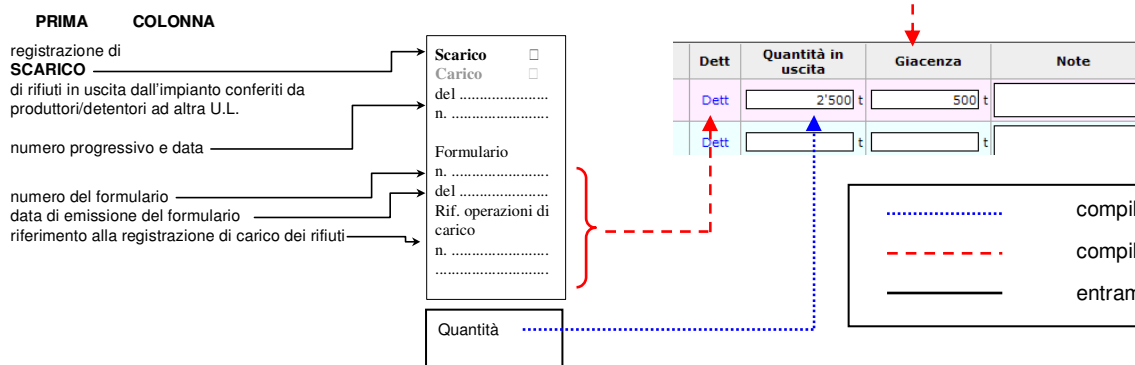 PRIMA COLONNA
registrazione di
SCARICO
di rifiuti in uscita dall'impianto conferiti da
produttori/detentori ad altra U.L.
numero progressivo e data
numero del formulario
data di emissione del formulario
riferimento alla registrazione di carico dei rifiuti
Scarico □
Carico □
del ......................
n. ........................
Formulario
n. ........................
del ......................
Rif. operazioni di
carico
n. ........................
............................
Quantità
Dett Quantità in uscita Giacenza Note
Dett 2'500 t 500 t
Dett t t
compil
compil
entram